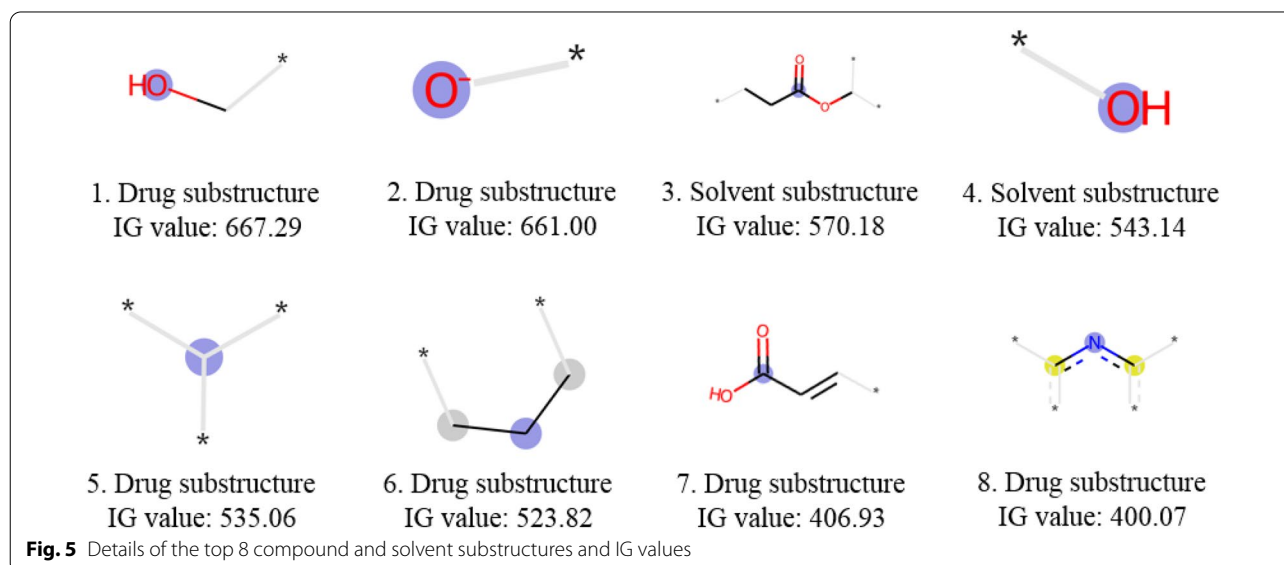 HO *
O⁻ *
O O * * *
* OH
1. Drug substructure
IG value: 667.29
2. Drug substructure
IG value: 661.00
3. Solvent substructure
IG value: 570.18
4. Solvent substructure
IG value: 543.14
* * *
* *
O HO *
N * * * *
5. Drug substructure
IG value: 535.06
6. Drug substructure
IG value: 523.82
7. Drug substructure
IG value: 406.93
8. Drug substructure
IG value: 400.07
Fig. 5 Details of the top 8 compound and solvent substructures and IG values